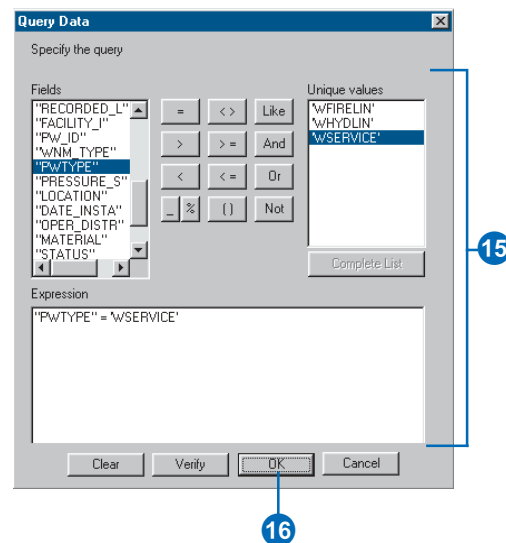 Query Data
Specify the query
Fields
Unique values
"RECORDED_L"
"FACILITY_I"
"PW_ID"
"WNM_TYPE"
"PWTYPE"
"PRESSURE_S"
"LOCATION"
"DATE_INSTA"
"OPER_DISTR"
"MATERIAL"
"STATUS"
= < > Like
> > = And
< < = Or
_ % ( ) Not
'WFIRELIN'
'WHYDLIN'
'WSERVICE'
Complete List
15
Expression
"PWTYPE" = 'WSERVICE'
Clear Verify OK Cancel
16